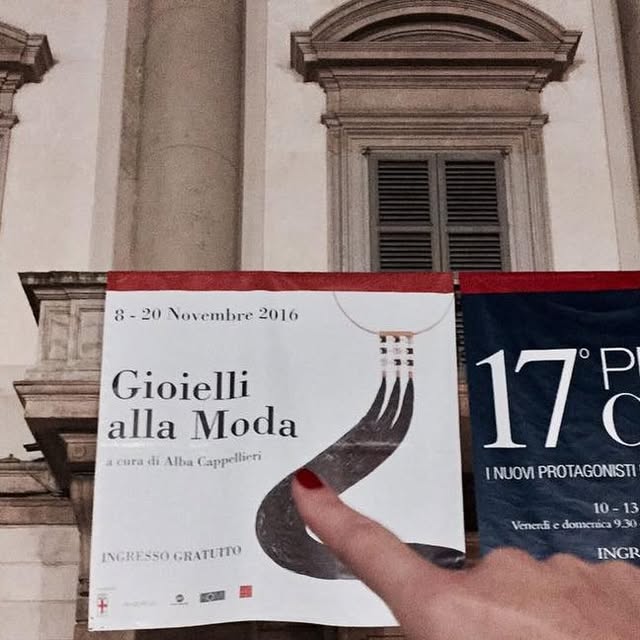 8 - 20 Novembre 2016
Gioielli
alla Moda
a cura di Alba Cappellieri
INGRESSO GRATUITO
17°
I NUOVI PROTAGONISTI
10 - 13
Venerdì e domenica 9.30
INGR